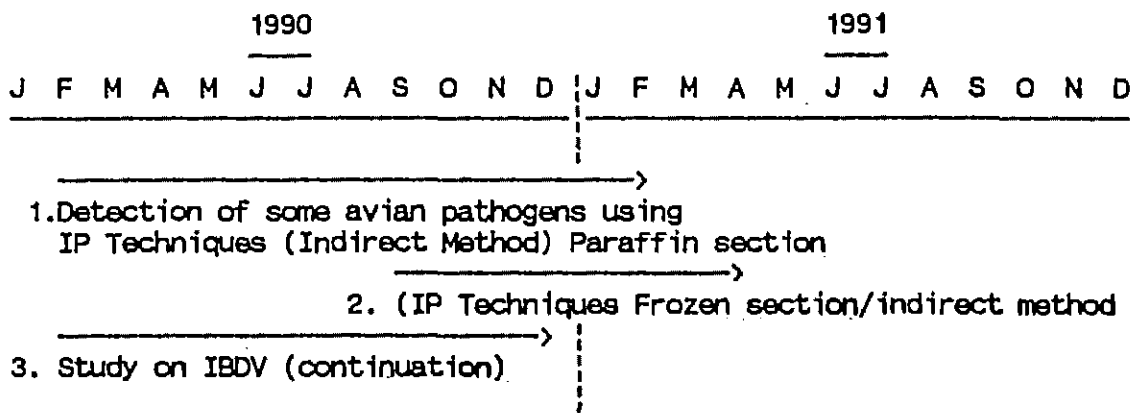 1990 1991
J F M A M J J A S O N D J F M A M J J A S O N D
1.Detection of some avian pathogens using
IP Techniques (Indirect Method) Paraffin section
2. (IP Techniques Frozen section/indirect method
3. Study on IBDV (continuation)